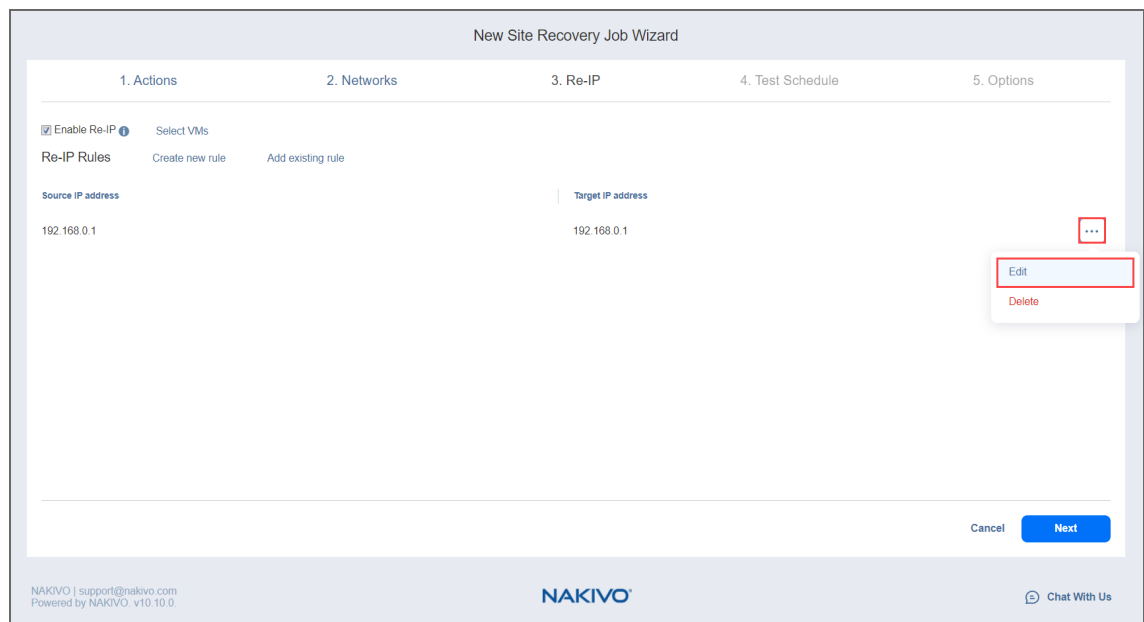 New Site Recovery Job Wizard
1. Actions 2. Networks 3. Re-IP 4. Test Schedule 5. Options
Enable Re-IP Select VMs
Re-IP Rules Create new rule Add existing rule
Source IP address Target IP address
192.168.0.1 192.168.0.1
Edit
Delete
Cancel Next
NAKIVO | support@nakivo.com
Powered by NAKIVO. v10.10.0.
NAKIVO®
Chat With Us